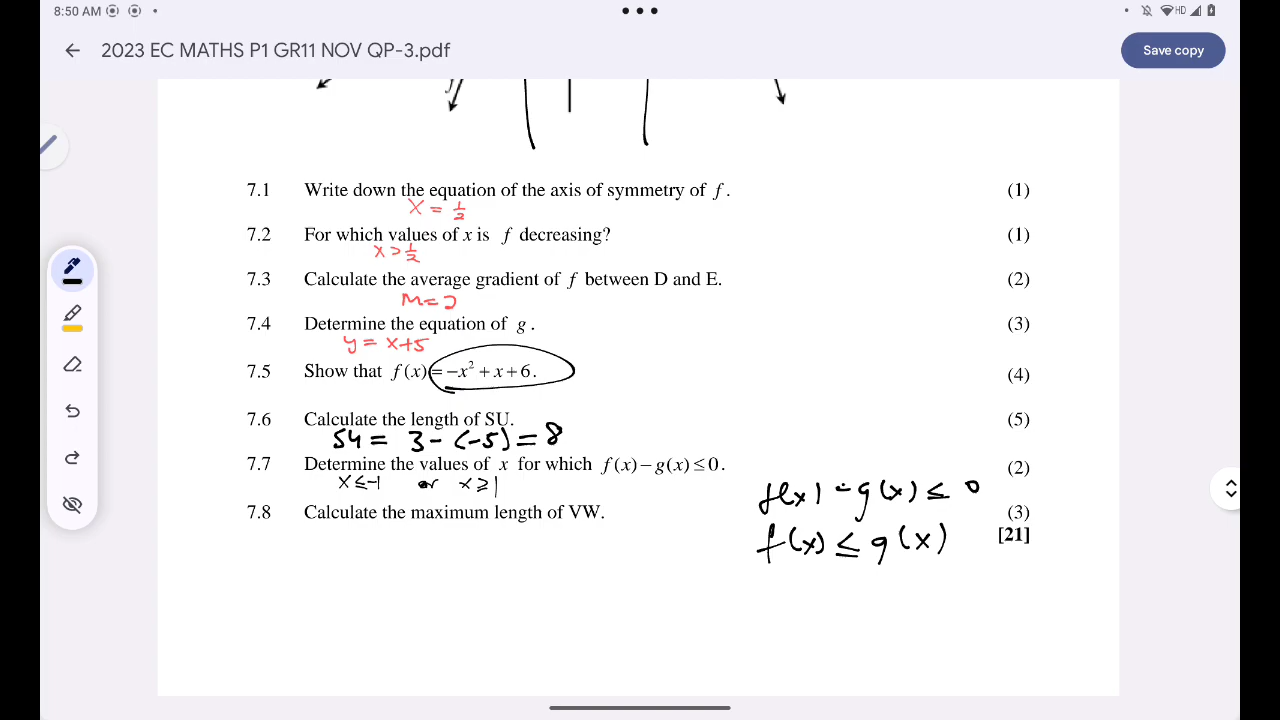 8:50 AM
HD
2023 EC MATHS P1 GR11 NOV QP-3.pdf
Save copy
7.1 Write down the equation of the axis of symmetry of f. (1)
x = 1/2
7.2 For which values of x is f decreasing? (1)
x > 1/2
7.3 Calculate the average gradient of f between D and E. (2)
7.4 Determine the equation of g. (3)
y = x+5
7.5 Show that f(x) = −x² + x + 6. (4)
7.6 Calculate the length of SU. (5)
SU = 3 - (-5) = 8
7.7 Determine the values of x for which f(x) − g(x) ≤ 0. (2)
x ≤ -1 or x ≥ 1
f(x) - g(x) ≤ 0
7.8 Calculate the maximum length of VW. (3)
f(x) ≤ g(x)
[21]